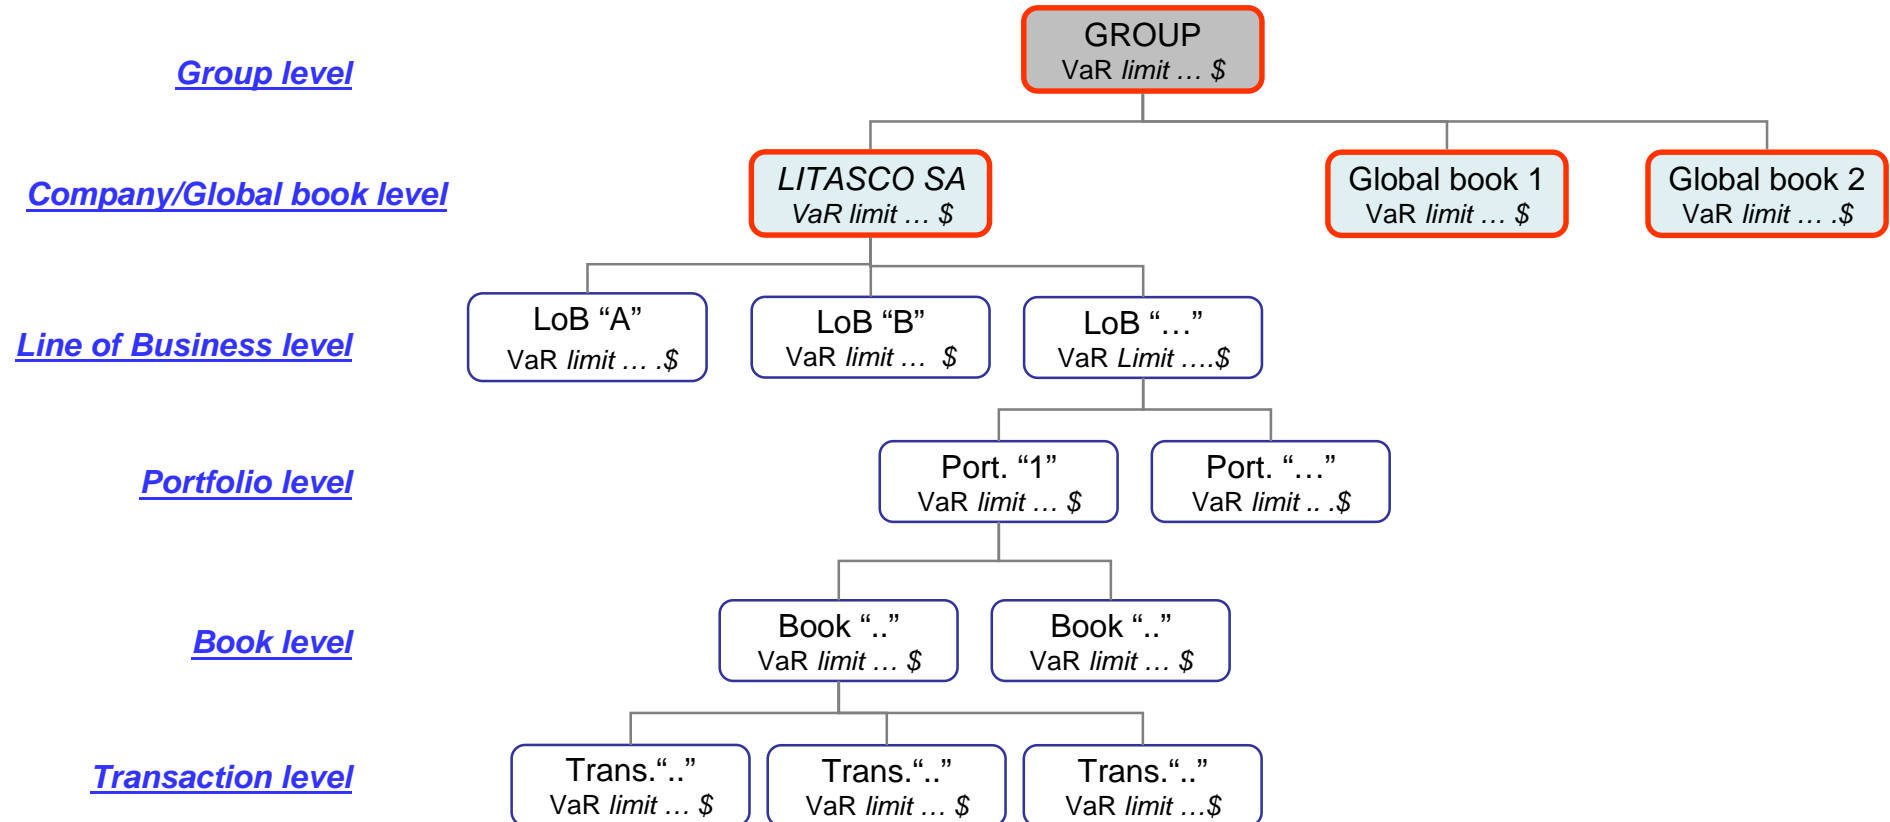 GROUP
VaR limit … $
Group level
LITASCO SA
VaR limit … $
Global book 1
VaR limit … $
Global book 2
VaR limit … .$
Company/Global book level
LoB “A”
VaR limit … .$
LoB “B”
VaR limit … $
LoB “…”
VaR Limit ….$
Line of Business level
Port. “1”
VaR limit … $
Port. “…”
VaR limit .. .$
Portfolio level
Book “..”
VaR limit … $
Book “..”
VaR limit … $
Book level
Trans.“..”
VaR limit … $
Trans.“..”
VaR limit … $
Trans.“..”
VaR limit …$
Transaction level